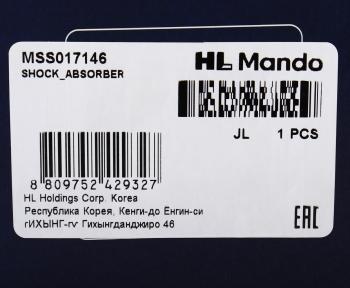 MSS017146
SHOCK_ABSORBER
HL Mando
JL 1 PCS
8 809752 429327
HL Holdings Corp. Korea
Республика Корея, Кенги-до Ёнгин-си
гИХЫНГ-гу Гихынгданджиро 46
EAC